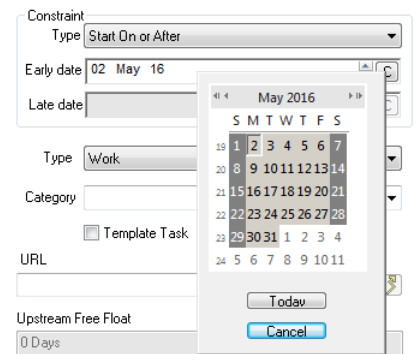 Constraint
Type Start On or After
Early date 02 May 16 C
Late date C
May 2016
S M T W T F S
19 1 2 3 4 5 6 7
20 8 9 10 11 12 13 14
21 15 16 17 18 19 20 21
22 22 23 24 25 26 27 28
23 29 30 31 1 2 3 4
24 5 6 7 8 9 10 11
Today
Cancel
Type Work
Category
Template Task
URL
Upstream Free Float
0 Days